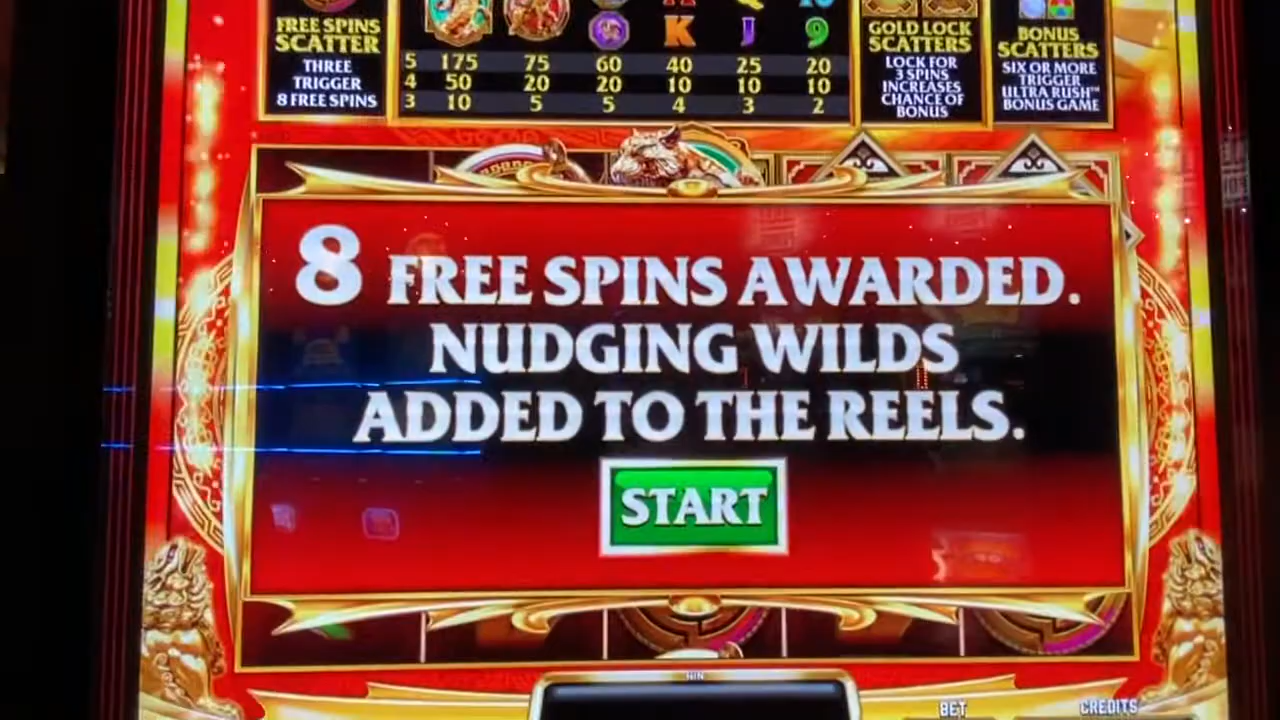 FREE SPINS
SCATTER
THREE
TRIGGER
8 FREE SPINS
K J 9
5 175 75 60 40 25 20
4 50 20 20 10 10 10
3 10 5 5 4 3 2
GOLD LOCK
SCATTERS
LOCK FOR
3 SPINS
INCREASES
CHANCE OF
BONUS
BONUS
SCATTERS
SIX OR MORE
TRIGGER
ULTRA RUSH™
BONUS GAME
8 FREE SPINS AWARDED.
NUDGING WILDS
ADDED TO THE REELS.
START
WIN
BET
CREDITS